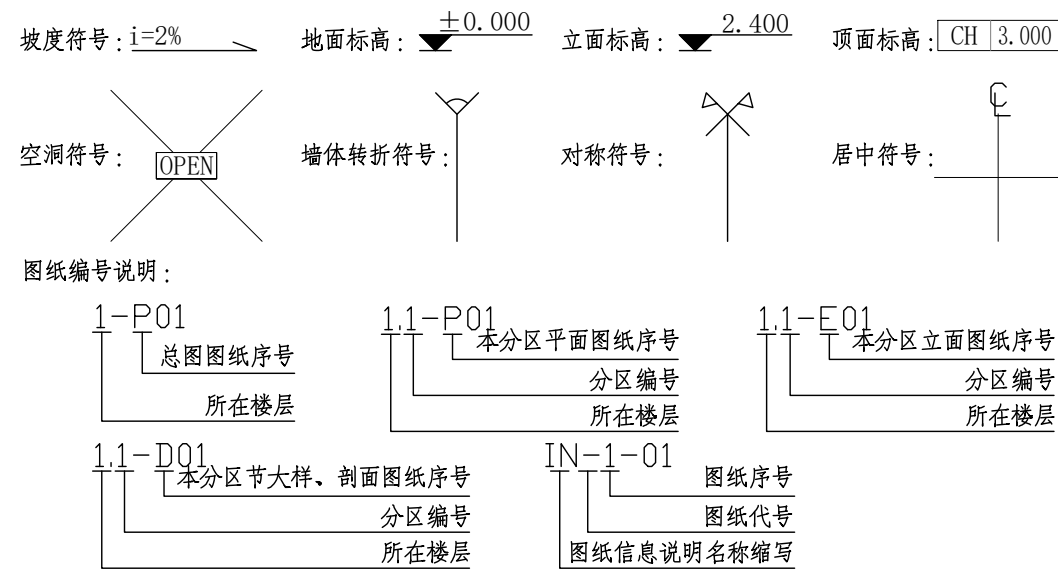 坡度符号: i=2% 地面标高: ±0.000 立面标高: 2.400 顶面标高: CH 3.000
空洞符号: OPEN 墙体转折符号: 对称符号: 居中符号: ℄
图纸编号说明:
1-P01
总图图纸序号
所在楼层
1.1-P01
本分区平面图纸序号
分区编号
所在楼层
1.1-E01
本分区立面图纸序号
分区编号
所在楼层
1.1-D01
本分区节大样、剖面图纸序号
分区编号
所在楼层
IN-1-01
图纸序号
图纸代号
图纸信息说明名称缩写